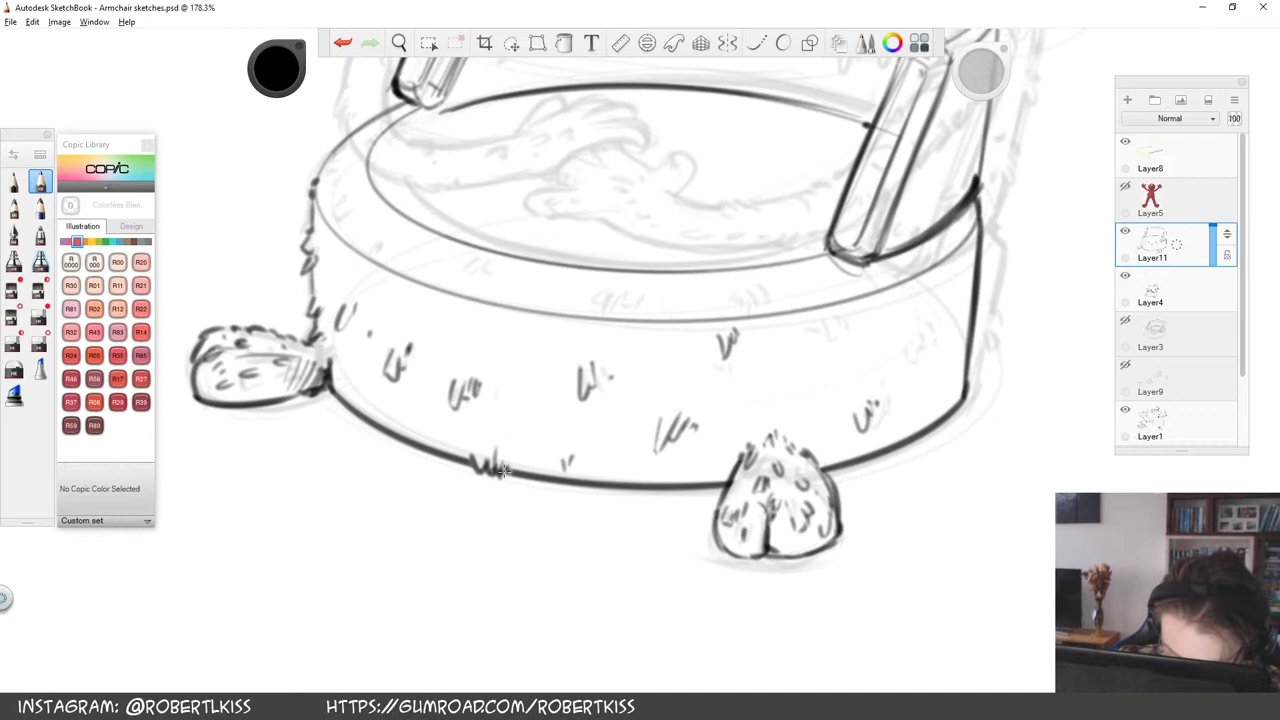 Autodesk SketchBook - Armchair sketches.psd @ 178.3%
File Edit Image Window Help
Copic Library
COPIC
0 Colorless Blen...
Illustration Design
R0000 R000 R00 R20
R30 R01 R11 R21
R81 R02 R12 R22
R32 R43 R83 R14
R24 R05 R35 R85
R46 R56 R17 R27
R37 R08 R29 R39
R59 R89
No Copic Color Selected
Custom set
Normal 100
Layer8
Layer5
Layer11
Layer4
Layer3
Layer9
Layer1
INSTAGRAM: @ROBERTLKISS HTTPS://GUMROAD.COM/ROBERTKISS